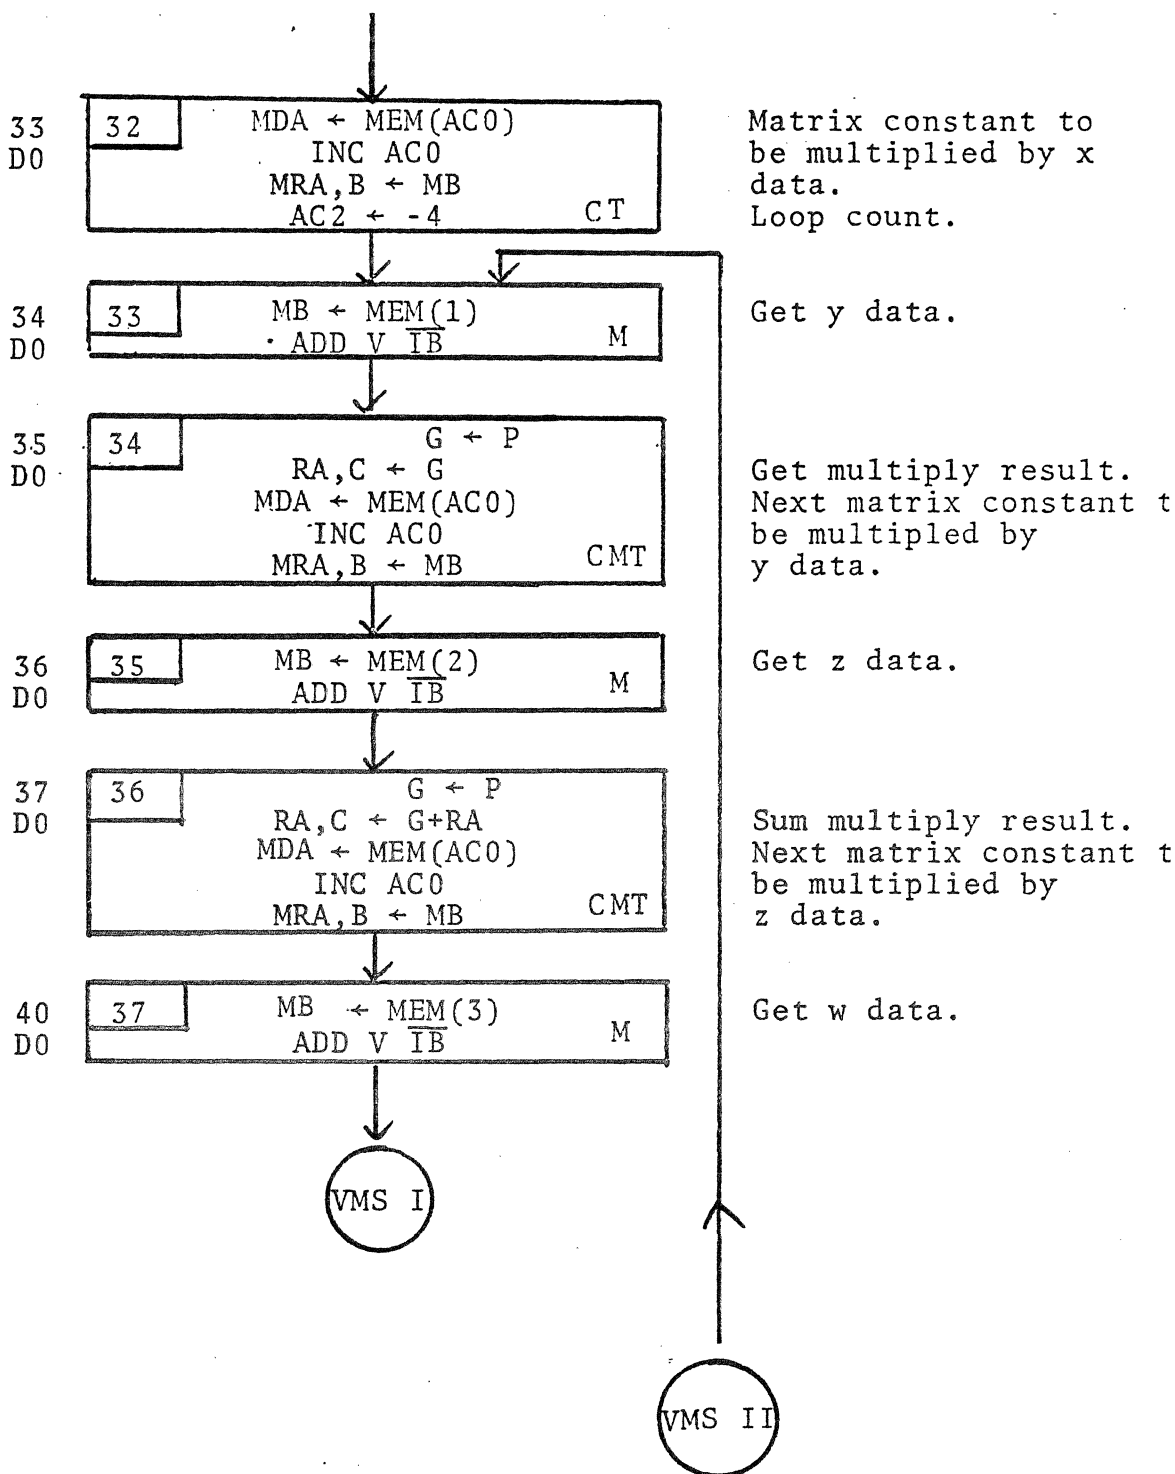 33
D0
32
MDA ← MEM(AC0)
INC AC0
MRA,B ← MB
AC2 ← -4
CT
Matrix constant to
be multiplied by x
data.
Loop count.
34
D0
33
MB ← MEM(1)
ADD V I̅B̅
M
Get y data.
35
D0
34
G ← P
RA,C ← G
MDA ← MEM(AC0)
INC AC0
MRA,B ← MB
CMT
Get multiply result.
Next matrix constant t
be multipled by
y data.
36
D0
35
MB ← MEM(2)
ADD V I̅B̅
M
Get z data.
37
D0
36
G ← P
RA,C ← G+RA
MDA ← MEM(AC0)
INC AC0
MRA,B ← MB
CMT
Sum multiply result.
Next matrix constant t
be multiplied by
z data.
40
D0
37
MB ← MEM(3)
ADD V I̅B̅
M
Get w data.
VMS I
VMS II